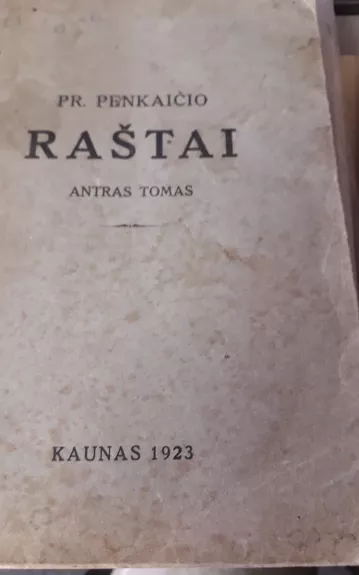 PR. PENKAIČIO
RAŠTAI
ANTRAS TOMAS
KAUNAS 1923